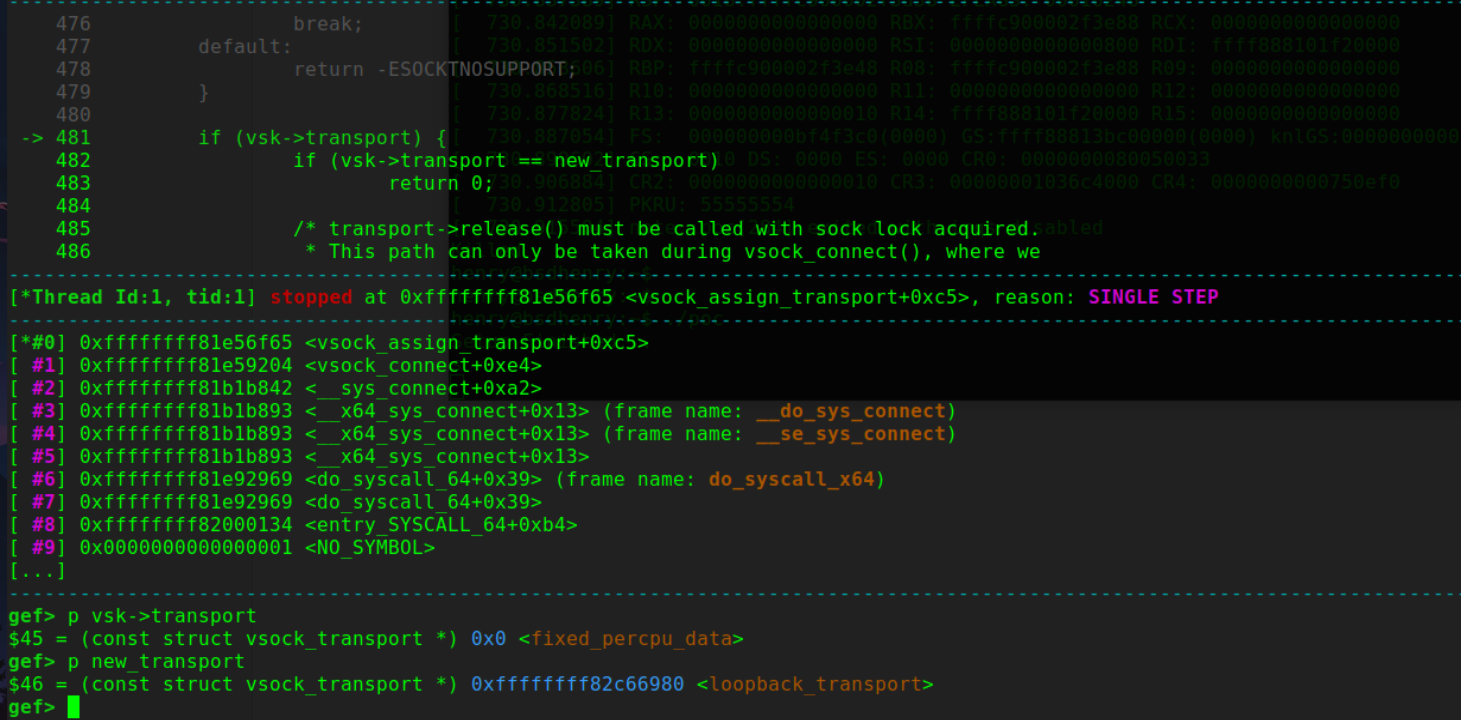 476                 break;
477         default:
478                 return -ESOCKTNOSUPPORT;
479         }
480
-> 481         if (vsk->transport) {
482                 if (vsk->transport == new_transport)
483                         return 0;
484
485                 /* transport->release() must be called with sock lock acquired.
486                  * This path can only be taken during vsock_connect(), where we
[ 730.842089] RAX: 0000000000000000 RBX: ffffc900002f3e88 RCX: 0000000000000000
[ 730.851502] RDX: 0000000000000000 RSI: 0000000000000800 RDI: ffff888101f20000
RBP: ffffc900002f3e48 R08: ffffc900002f3e88 R09: 0000000000000000
[ 730.868516] R10: 0000000000000000 R11: 0000000000000000 R12: 0000000000000000
[ 730.877824] R13: 0000000000000010 R14: ffff888101f20000 R15: 0000000000000000
[ 730.887054] FS: 000000000bf4f3c0(0000) GS:ffff88813bc00000(0000) knlGS:0000000000
DS: 0000 ES: 0000 CR0: 0000000080050033
730.906884] CR2: 0000000000000010 CR3: 00000001036c4000 CR4: 0000000000750ef0
[ 730.912805] PKRU: 55555554
[*Thread Id:1, tid:1] stopped at 0xffffffff81e56f65 <vsock_assign_transport+0xc5>, reason: SINGLE STEP
[*#0] 0xffffffff81e56f65 <vsock_assign_transport+0xc5>
[ #1] 0xffffffff81e59204 <vsock_connect+0xe4>
[ #2] 0xffffffff81b1b842 <__sys_connect+0xa2>
[ #3] 0xffffffff81b1b893 <__x64_sys_connect+0x13> (frame name: __do_sys_connect)
[ #4] 0xffffffff81b1b893 <__x64_sys_connect+0x13> (frame name: __se_sys_connect)
[ #5] 0xffffffff81b1b893 <__x64_sys_connect+0x13>
[ #6] 0xffffffff81e92969 <do_syscall_64+0x39> (frame name: do_syscall_x64)
[ #7] 0xffffffff81e92969 <do_syscall_64+0x39>
[ #8] 0xffffffff82000134 <entry_SYSCALL_64+0xb4>
[ #9] 0x0000000000000001 <NO_SYMBOL>
[...]
gef> p vsk->transport
$45 = (const struct vsock_transport *) 0x0 <fixed_percpu_data>
gef> p new_transport
$46 = (const struct vsock_transport *) 0xffffffff82c66980 <loopback_transport>
gef>